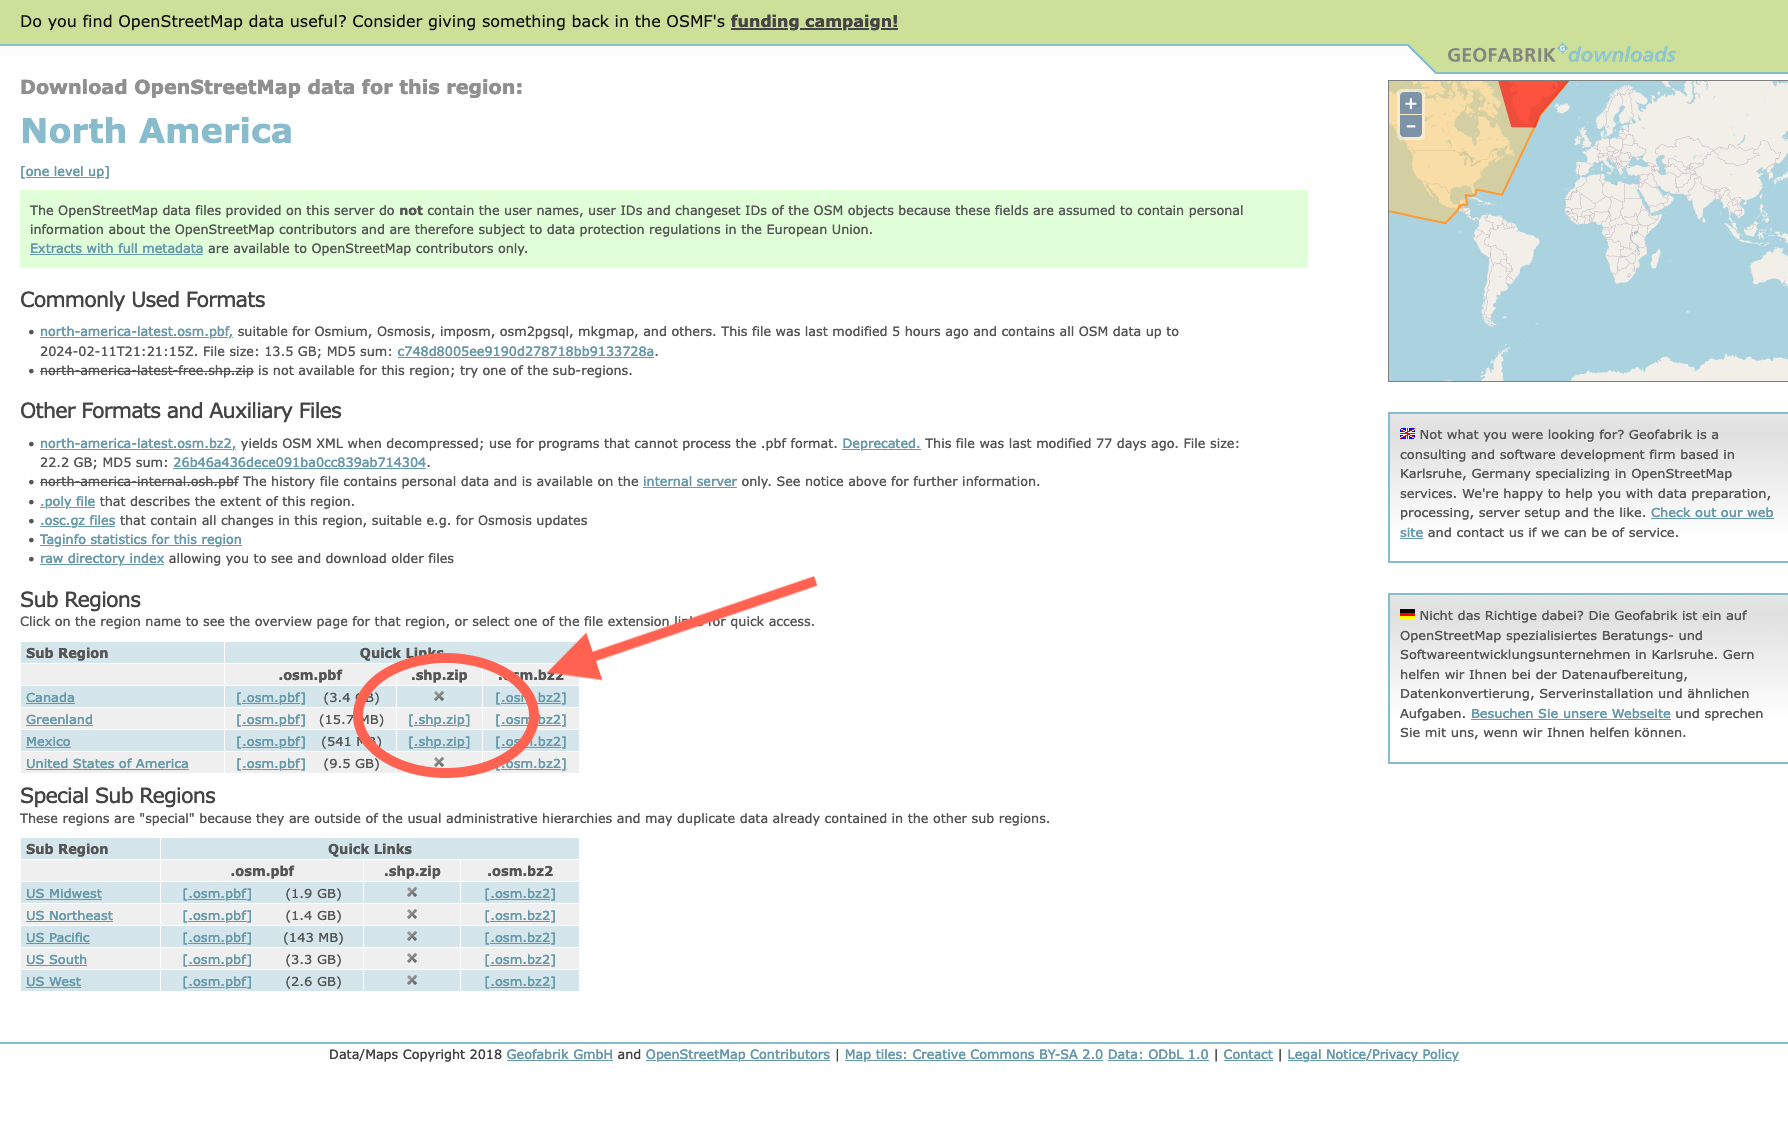 Do you find OpenStreetMap data useful? Consider giving something back in the OSMF's funding campaign!
GEOFABRIK downloads
Download OpenStreetMap data for this region:
North America
[one level up]
The OpenStreetMap data files provided on this server do not contain the user names, user IDs and changeset IDs of the OSM objects because these fields are assumed to contain personal
information about the OpenStreetMap contributors and are therefore subject to data protection regulations in the European Union.
Extracts with full metadata are available to OpenStreetMap contributors only.
Commonly Used Formats
• north-america-latest.osm.pbf, suitable for Osmium, Osmosis, imposm, osm2pgsql, mkgmap, and others. This file was last modified 5 hours ago and contains all OSM data up to
2024-02-11T21:21:15Z. File size: 13.5 GB; MD5 sum: c748d8005ee9190d278718bb9133728a.
• north-america-latest-free.shp.zip is not available for this region; try one of the sub-regions.
Other Formats and Auxiliary Files
• north-america-latest.osm.bz2, yields OSM XML when decompressed; use for programs that cannot process the .pbf format. Deprecated. This file was last modified 77 days ago. File size:
22.2 GB; MD5 sum: 26b46a436dece091ba0cc839ab714304.
• north-america-internal.osh.pbf The history file contains personal data and is available on the internal server only. See notice above for further information.
• .poly file that describes the extent of this region.
• .osc.gz files that contain all changes in this region, suitable e.g. for Osmosis updates
• Taginfo statistics for this region
• raw directory index allowing you to see and download older files
Sub Regions
Click on the region name to see the overview page for that region, or select one of the file extension links for quick access.
Sub Region Quick Links
.osm.pbf .shp.zip .osm.bz2
Canada [.osm.pbf] (3.4 GB) ✕ [.osm.bz2]
Greenland [.osm.pbf] (15.7 MB) [.shp.zip] [.osm.bz2]
Mexico [.osm.pbf] (541 MB) [.shp.zip] [.osm.bz2]
United States of America [.osm.pbf] (9.5 GB) ✕ [.osm.bz2]
Special Sub Regions
These regions are "special" because they are outside of the usual administrative hierarchies and may duplicate data already contained in the other sub regions.
Sub Region Quick Links
.osm.pbf .shp.zip .osm.bz2
US Midwest [.osm.pbf] (1.9 GB) ✕ [.osm.bz2]
US Northeast [.osm.pbf] (1.4 GB) ✕ [.osm.bz2]
US Pacific [.osm.pbf] (143 MB) ✕ [.osm.bz2]
US South [.osm.pbf] (3.3 GB) ✕ [.osm.bz2]
US West [.osm.pbf] (2.6 GB) ✕ [.osm.bz2]
+
−
Not what you were looking for? Geofabrik is a
consulting and software development firm based in
Karlsruhe, Germany specializing in OpenStreetMap
services. We're happy to help you with data preparation,
processing, server setup and the like. Check out our web
site and contact us if we can be of service.
Nicht das Richtige dabei? Die Geofabrik ist ein auf
OpenStreetMap spezialisiertes Beratungs- und
Softwareentwicklungsunternehmen in Karlsruhe. Gern
helfen wir Ihnen bei der Datenaufbereitung,
Datenkonvertierung, Serverinstallation und ähnlichen
Aufgaben. Besuchen Sie unsere Webseite und sprechen
Sie mit uns, wenn wir Ihnen helfen können.
Data/Maps Copyright 2018 Geofabrik GmbH and OpenStreetMap Contributors | Map tiles: Creative Commons BY-SA 2.0 Data: ODbL 1.0 | Contact | Legal Notice/Privacy Policy